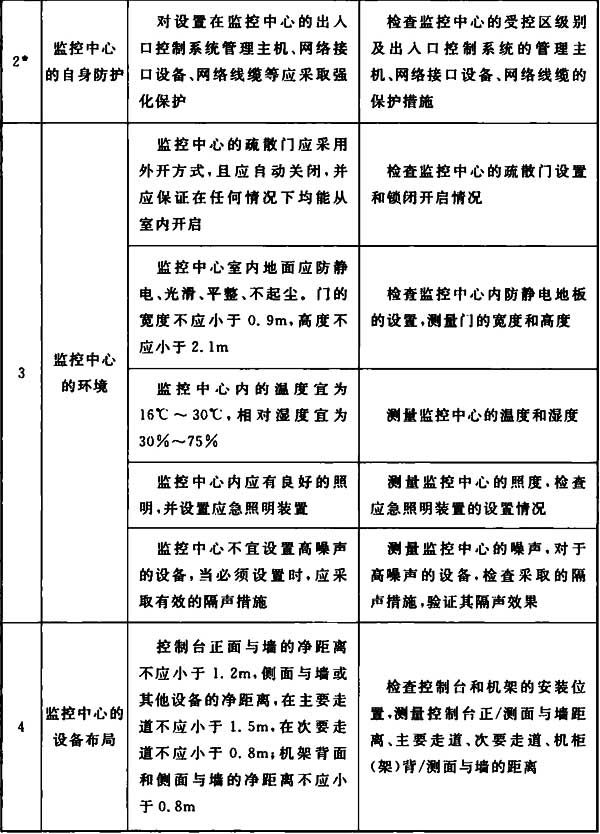 2*
监控中心
的自身防护
对设置在监控中心的出入
口控制系统管理主机、网络接
口设备、网络线缆等应采取强
化保护
检查监控中心的受控区级别
及出入口控制系统的管理主
机、网络接口设备、网络线缆的
保护措施
3
监控中心
的环境
监控中心的疏散门应采用
外开方式,且应自动关闭,并
应保证在任何情况下均能从
室内开启
检查监控中心的疏散门设置
和锁闭开启情况
监控中心室内地面应防静
电、光滑、平整、不起尘。门的
宽度不应小于 0.9m,高度不
应小于 2.1m
检查监控中心内防静电地板
的设置,测量门的宽度和高度
监控中心内的温度宜为
16℃~30℃,相对湿度宜为
30%~75%
测量监控中心的温度和湿度
监控中心内应有良好的照
明,并设置应急照明装置
测量监控中心的照度,检查
应急照明装置的设置情况
监控中心不宜设置高噪声
的设备,当必须设置时,应采
取有效的隔声措施
测量监控中心的噪声,对于
高噪声的设备,检查采取的隔
声措施,验证其隔声效果
4
监控中心的
设备布局
控制台正面与墙的净距离
不应小于 1.2m,侧面与墙或
其他设备的净距离,在主要走
道不应小于 1.5m,在次要走
道不应小于 0.8m;机架背面
和侧面与墙的净距离不应小
于 0.8m
检查控制台和机架的安装位
置,测量控制台正/测面与墙距
离、主要走道、次要走道、机柜
(架)背/测面与墙的距离